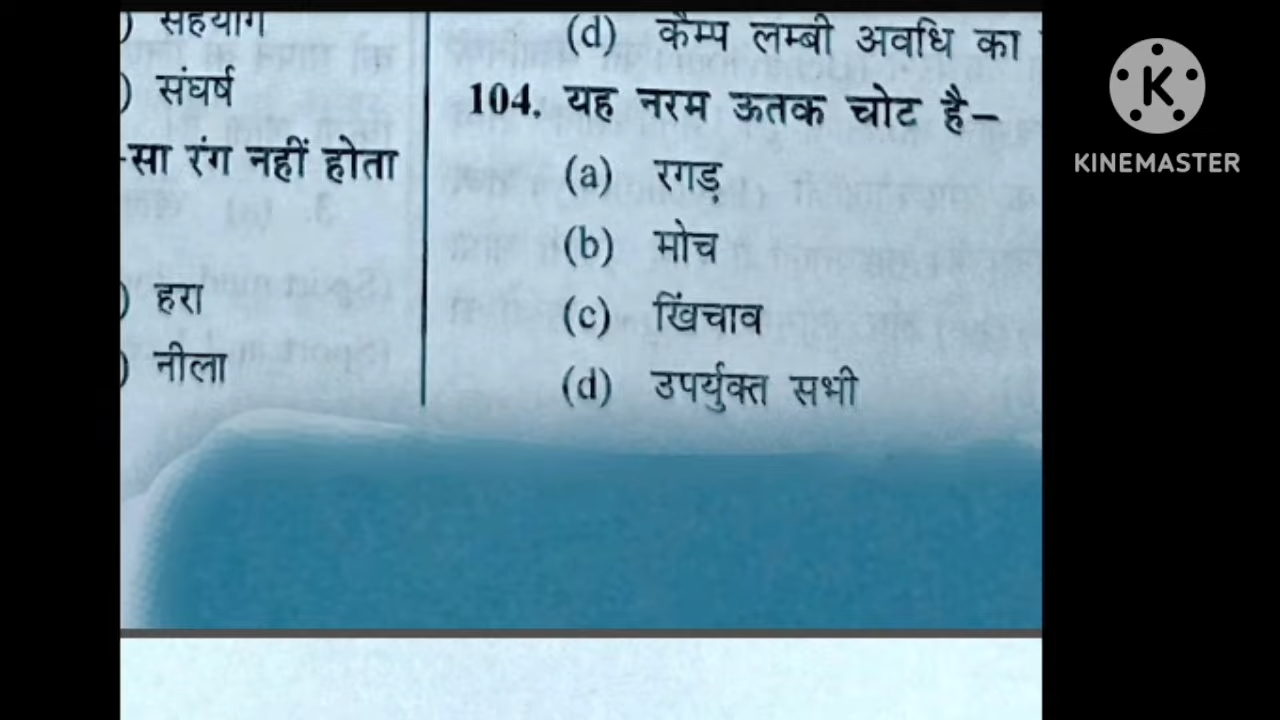 ) सहयोग
) संघर्ष
-सा रंग नहीं होता
) हरा
) नीला
(d) कैम्प लम्बी अवधि का
104. यह नरम ऊतक चोट है–
(a) रगड़
(b) मोच
(c) खिंचाव
(d) उपर्युक्त सभी
K
KINEMASTER